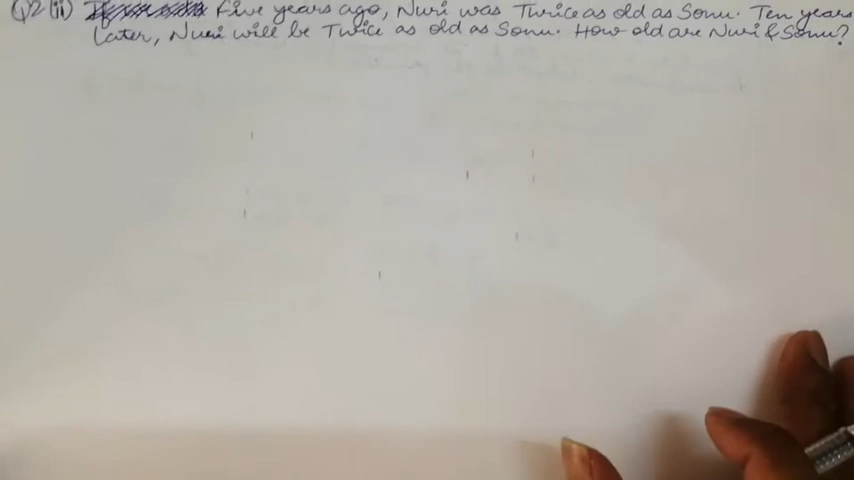 Q2 (ii) Five years ago, Nuri was Twice as old as Sonu. Ten years
Later, Nuri will be Twice as old as Sonu. How old are Nuri & Sonu?